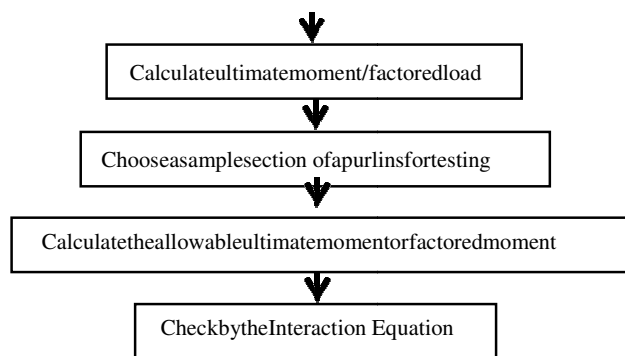 Calculateultimatemoment/factoredload
Chooseasamplesection ofapurlinsfortesting
Calculatetheallowableultimatemomentorfactoredmoment
CheckbytheInteraction Equation